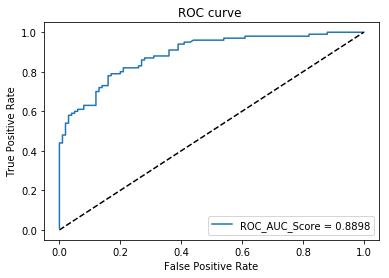 ROC curve
True Positive Rate
1.0
0.8
0.6
0.4
0.2
0.0
ROC_AUC_Score = 0.8898
0.0 0.2 0.4 0.6 0.8 1.0
False Positive Rate